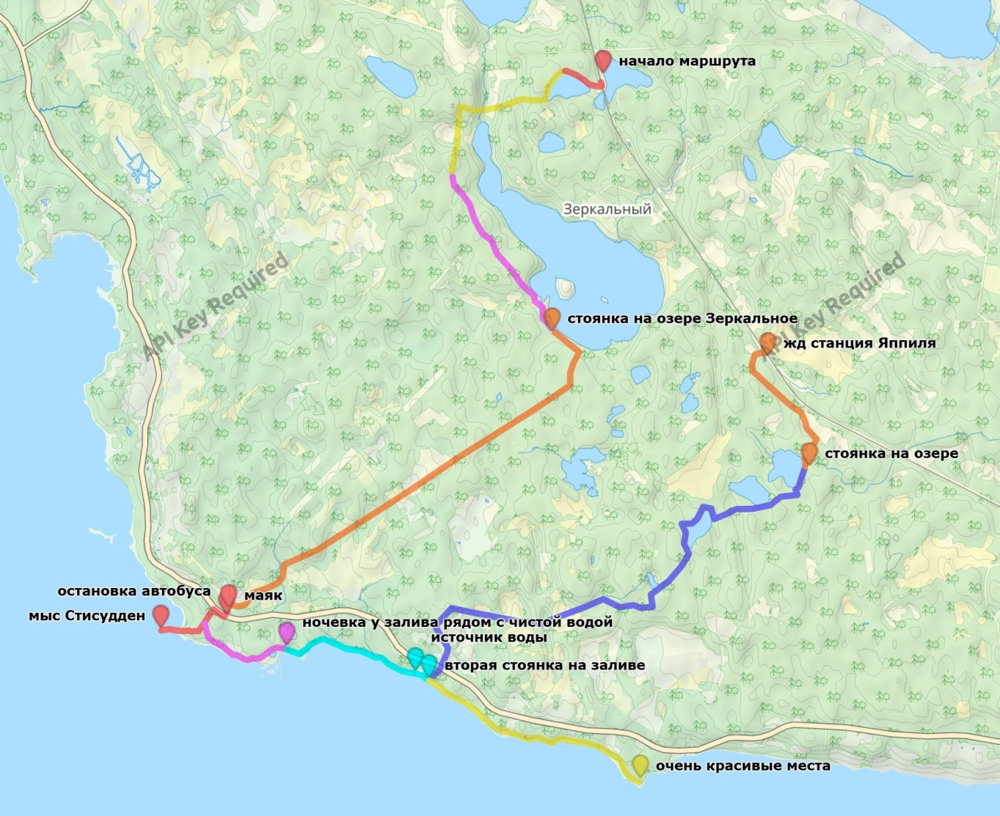 начало маршрута
Зеркальный
API Key Required
API Key Required
стоянка на озере Зеркальное
жд станция Яппиля
стоянка на озере
остановка автобуса
маяк
мыс Стисудден
ночевка у залива рядом с чистой водой
источник воды
вторая стоянка на заливе
очень красивые места